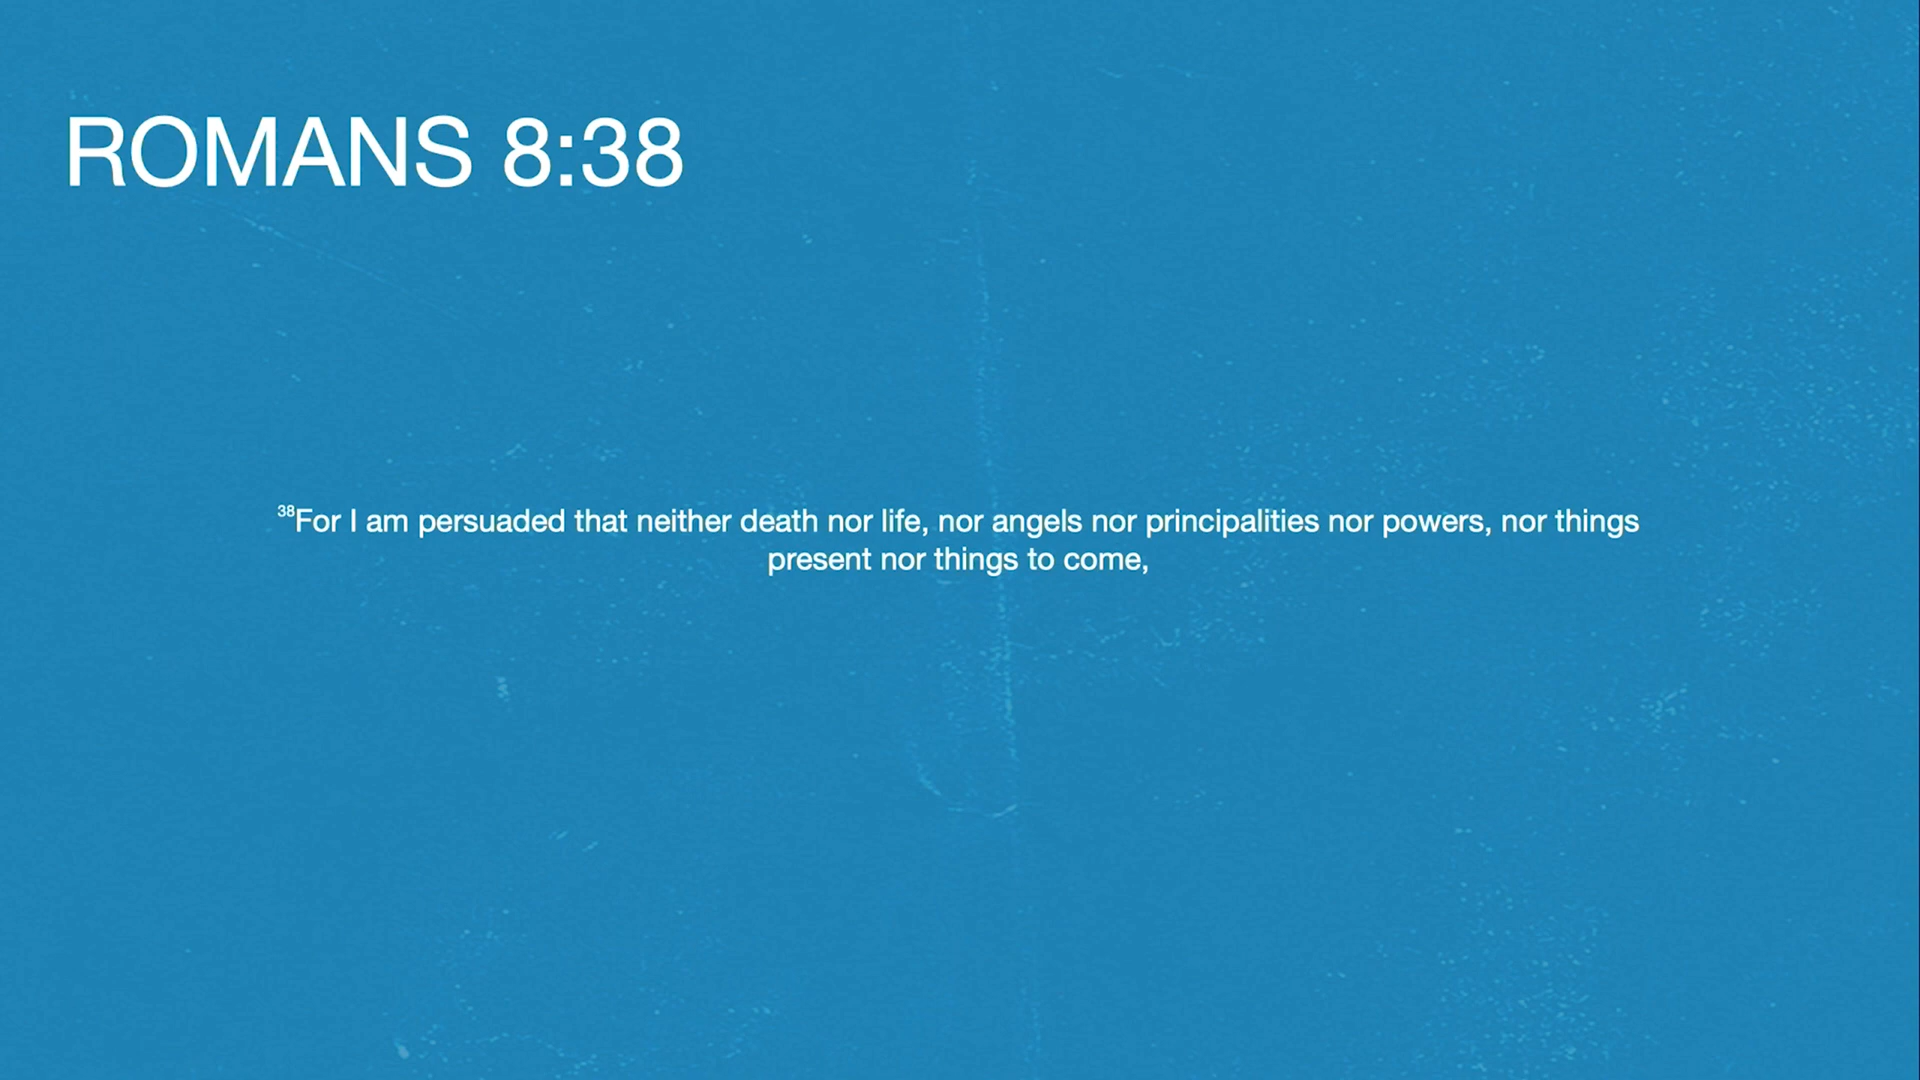 ROMANS 8:38
38For I am persuaded that neither death nor life, nor angels nor principalities nor powers, nor things
present nor things to come,